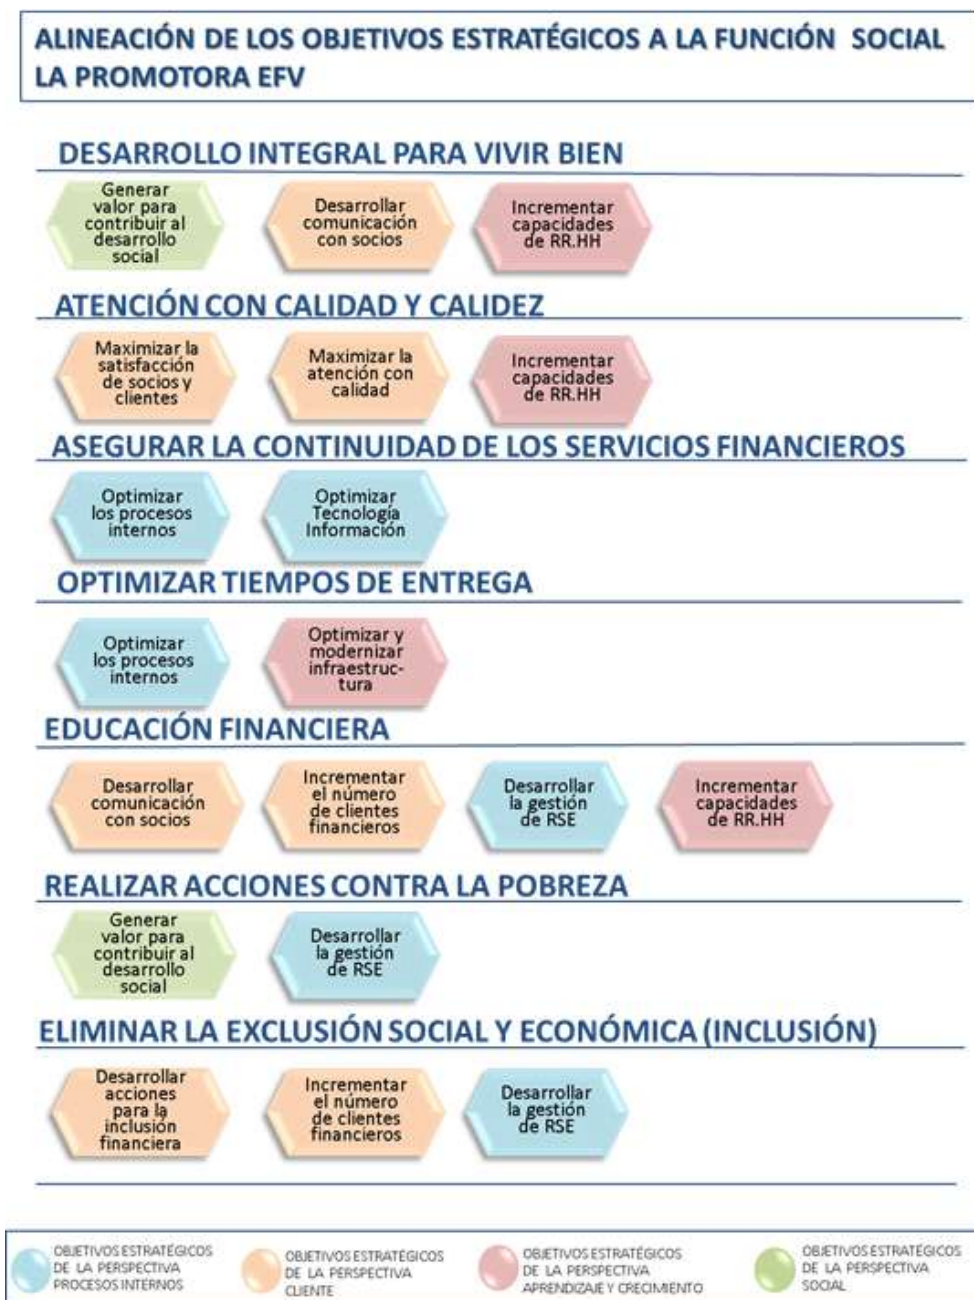 ALINEACIÓN DE LOS OBJETIVOS ESTRATÉGICOS A LA FUNCIÓN SOCIAL
LA PROMOTORA EFV
DESARROLLO INTEGRAL PARA VIVIR BIEN
Generar
valor para
contribuir al
desarrollo
social
Desarrollar
comunicación
con socios
Incrementar
capacidades
de RR.HH
ATENCIÓN CON CALIDAD Y CALIDEZ
Maximizar la
satisfacción
de socios y
clientes
Maximizar la
atención con
calidad
Incrementar
capacidades
de RR.HH
ASEGURAR LA CONTINUIDAD DE LOS SERVICIOS FINANCIEROS
Optimizar
los procesos
internos
Optimizar
Tecnología
Información
OPTIMIZAR TIEMPOS DE ENTREGA
Optimizar
los procesos
internos
Optimizar y
modernizar
infraestruc-
tura
EDUCACIÓN FINANCIERA
Desarrollar
comunicación
con socios
Incrementar
el número
de clientes
financieros
Desarrollar
la gestión
de RSE
Incrementar
capacidades
de RR.HH
REALIZAR ACCIONES CONTRA LA POBREZA
Generar
valor para
contribuir al
desarrollo
social
Desarrollar
la gestión
de RSE
ELIMINAR LA EXCLUSIÓN SOCIAL Y ECONÓMICA (INCLUSIÓN)
Desarrollar
acciones
para la
inclusión
financiera
Incrementar
el número
de clientes
financieros
Desarrollar
la gestión
de RSE
OBJETIVOS ESTRATÉGICOS
DE LA PERSPECTIVA
PROCESOS INTERNOS
OBJETIVOS ESTRATÉGICOS
DE LA PERSPECTIVA
CLIENTE
OBJETIVOS ESTRATÉGICOS
DE LA PERSPECTIVA
APRENDIZAJE Y CRECIMIENTO
OBJETIVOS ESTRATÉGICOS
DE LA PERSPECTIVA
SOCIAL